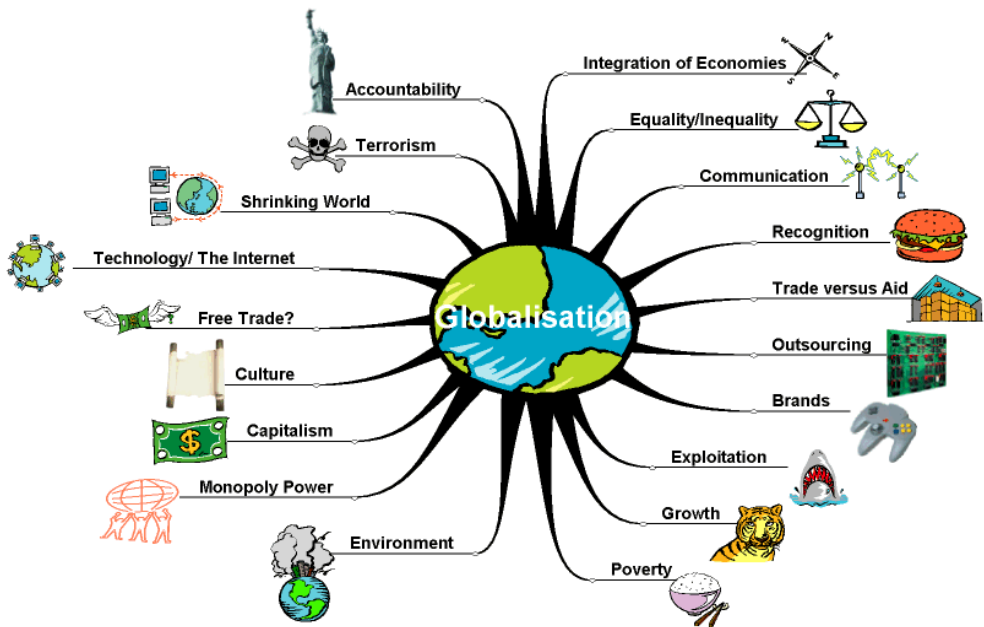 Globalisation
Integration of Economies
Equality/Inequality
Communication
Recognition
Trade versus Aid
Outsourcing
Brands
Exploitation
Growth
Poverty
Environment
Monopoly Power
Capitalism
Culture
Free Trade?
Technology/ The Internet
Shrinking World
Terrorism
Accountability
N
W
E
S
$